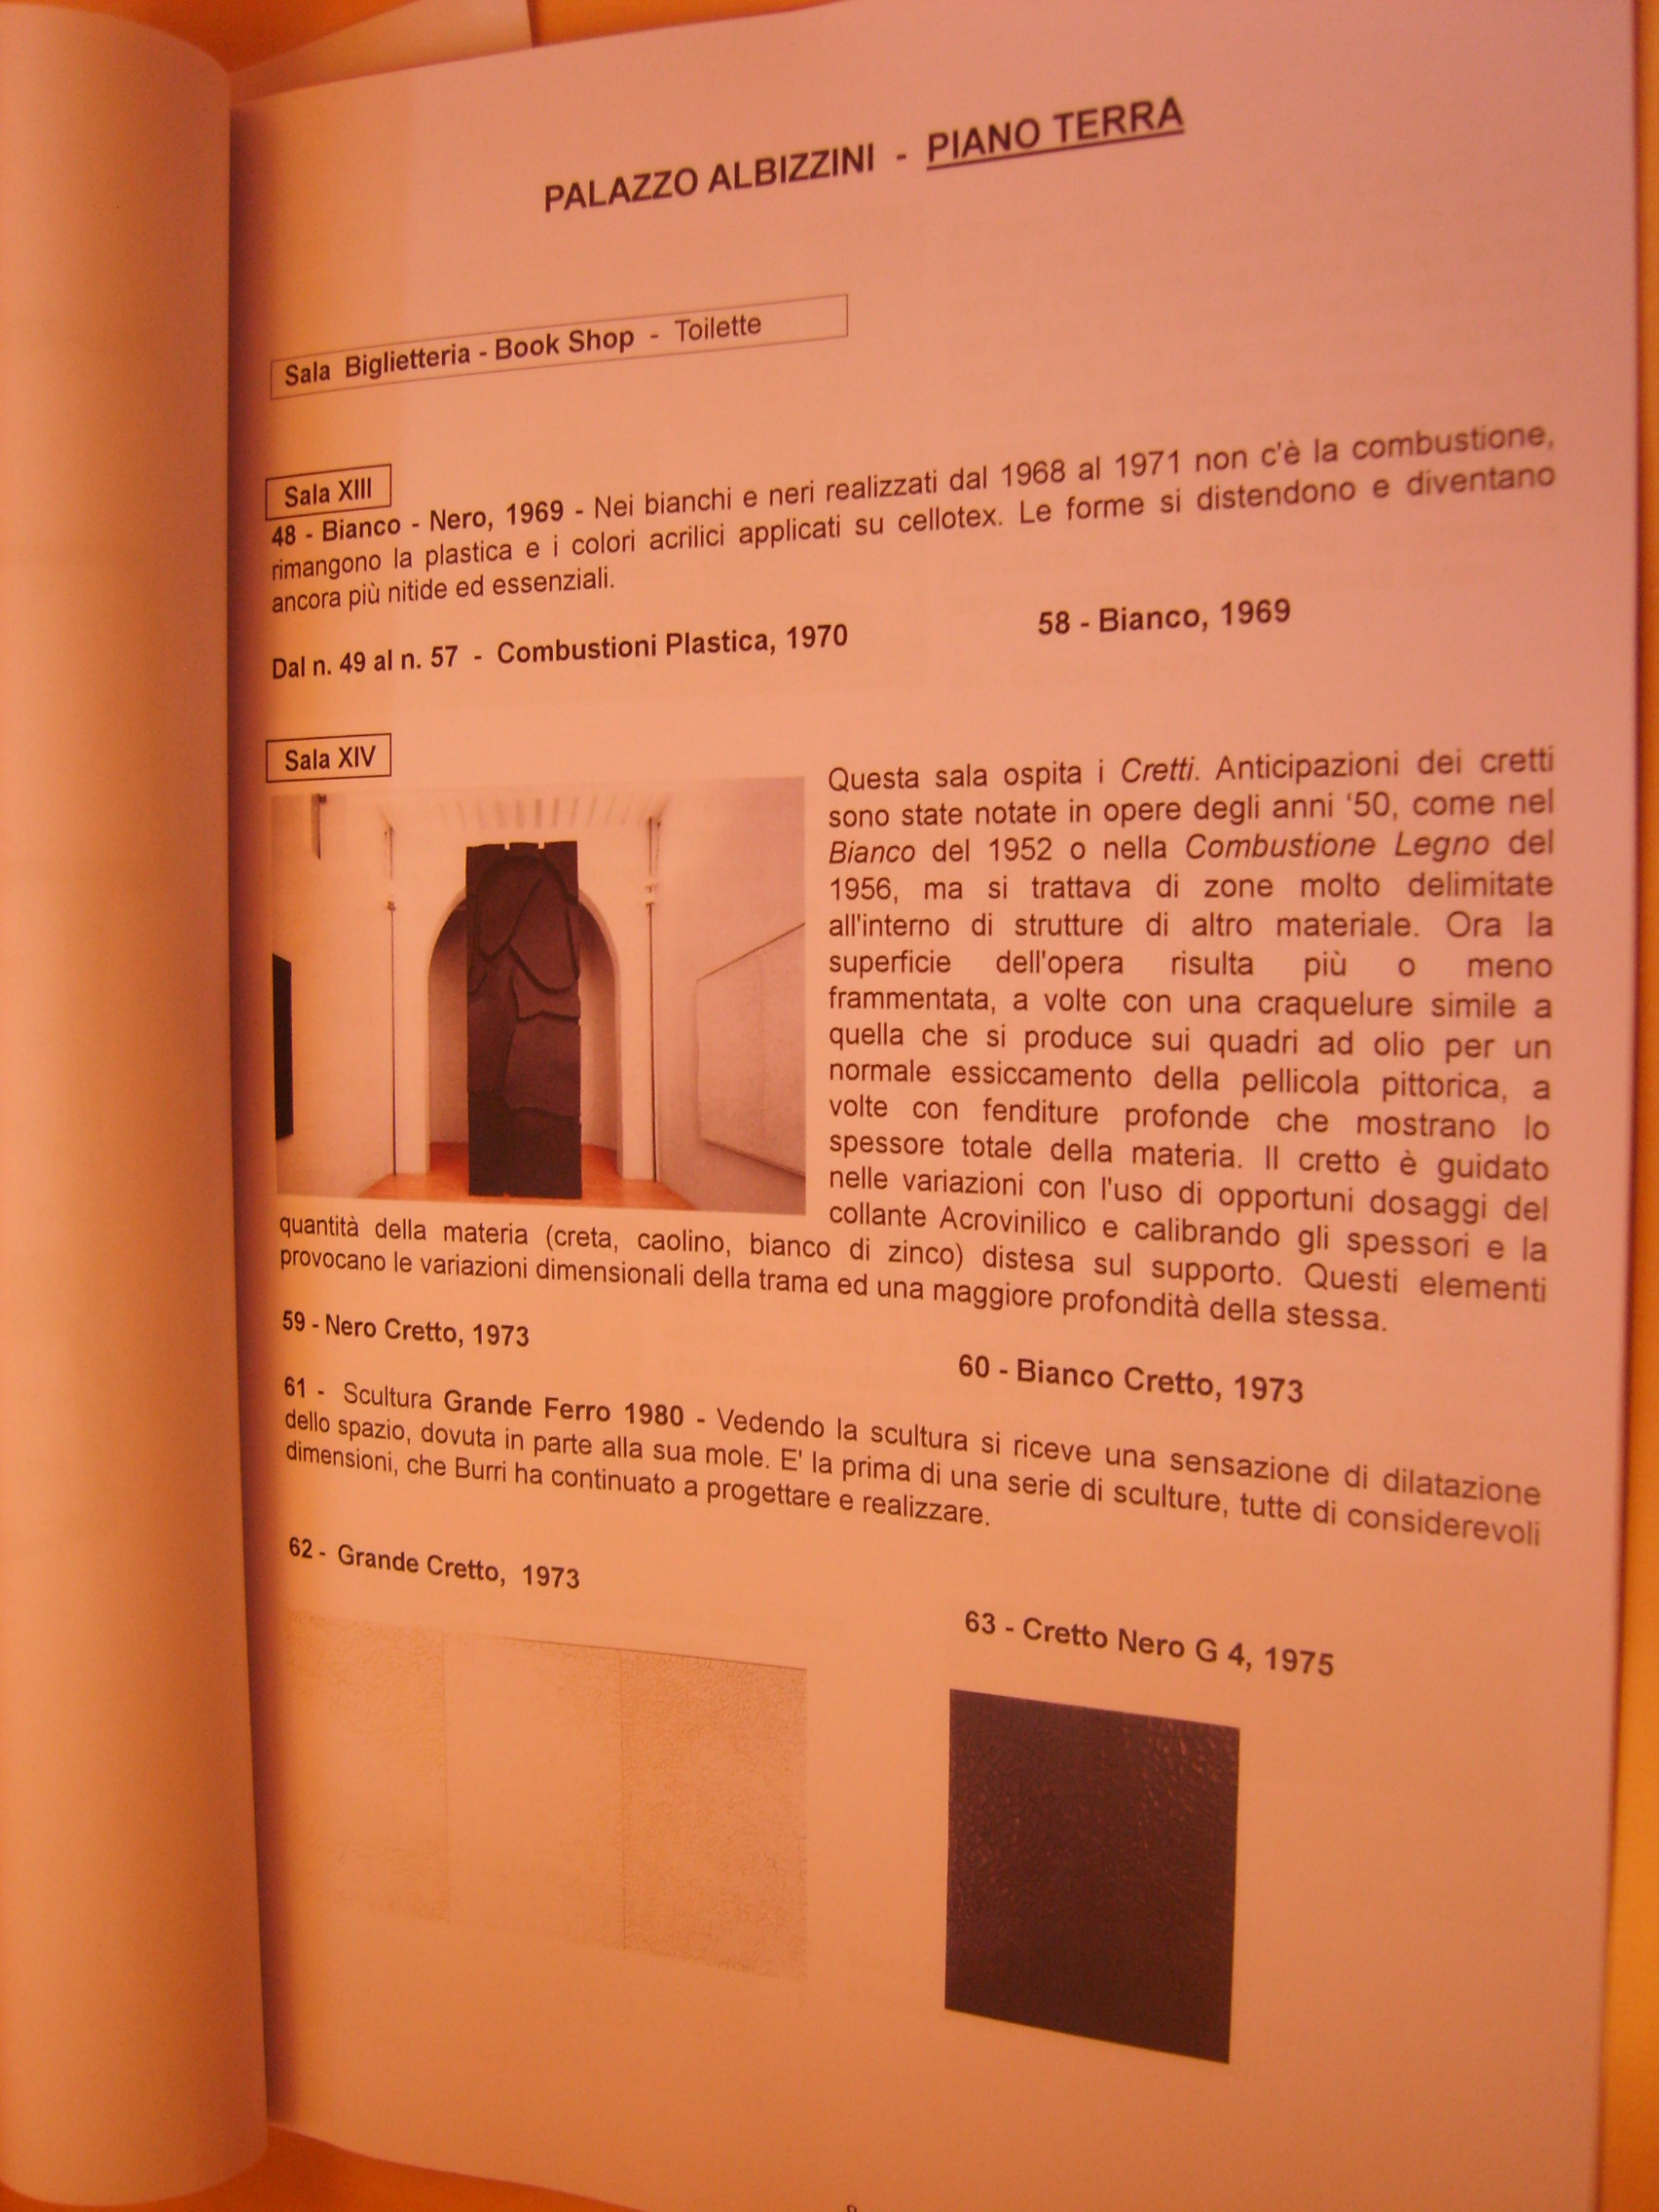 PALAZZO ALBIZZINI - PIANO TERRA
Sala Biglietteria - Book Shop - Toilette
Sala XIII
48 - Bianco - Nero, 1969 - Nei bianchi e neri realizzati dal 1968 al 1971 non c'è la combustione,
rimangono la plastica e i colori acrilici applicati su cellotex. Le forme si distendono e diventano
ancora più nitide ed essenziali.
Dal n. 49 al n. 57 - Combustioni Plastica, 1970
58 - Bianco, 1969
Sala XIV
Questa sala ospita i Cretti. Anticipazioni dei cretti
sono state notate in opere degli anni '50, come nel
Bianco del 1952 o nella Combustione Legno del
1956, ma si trattava di zone molto delimitate
all'interno di strutture di altro materiale. Ora la
superficie dell'opera risulta più o meno
frammentata, a volte con una craquelure simile a
quella che si produce sui quadri ad olio per un
normale essiccamento della pellicola pittorica, a
volte con fenditure profonde che mostrano lo
spessore totale della materia. Il cretto è guidato
nelle variazioni con l'uso di opportuni dosaggi del
collante Acrovinilico e calibrando gli spessori e la
quantità della materia (creta, caolino, bianco di zinco) distesa sul supporto. Questi elementi
provocano le variazioni dimensionali della trama ed una maggiore profondità della stessa.
59 - Nero Cretto, 1973
60 - Bianco Cretto, 1973
61 - Scultura Grande Ferro 1980 - Vedendo la scultura si riceve una sensazione di dilatazione
dello spazio, dovuta in parte alla sua mole. E' la prima di una serie di sculture, tutte di considerevoli
dimensioni, che Burri ha continuato a progettare e realizzare.
62 - Grande Cretto, 1973
63 - Cretto Nero G 4, 1975